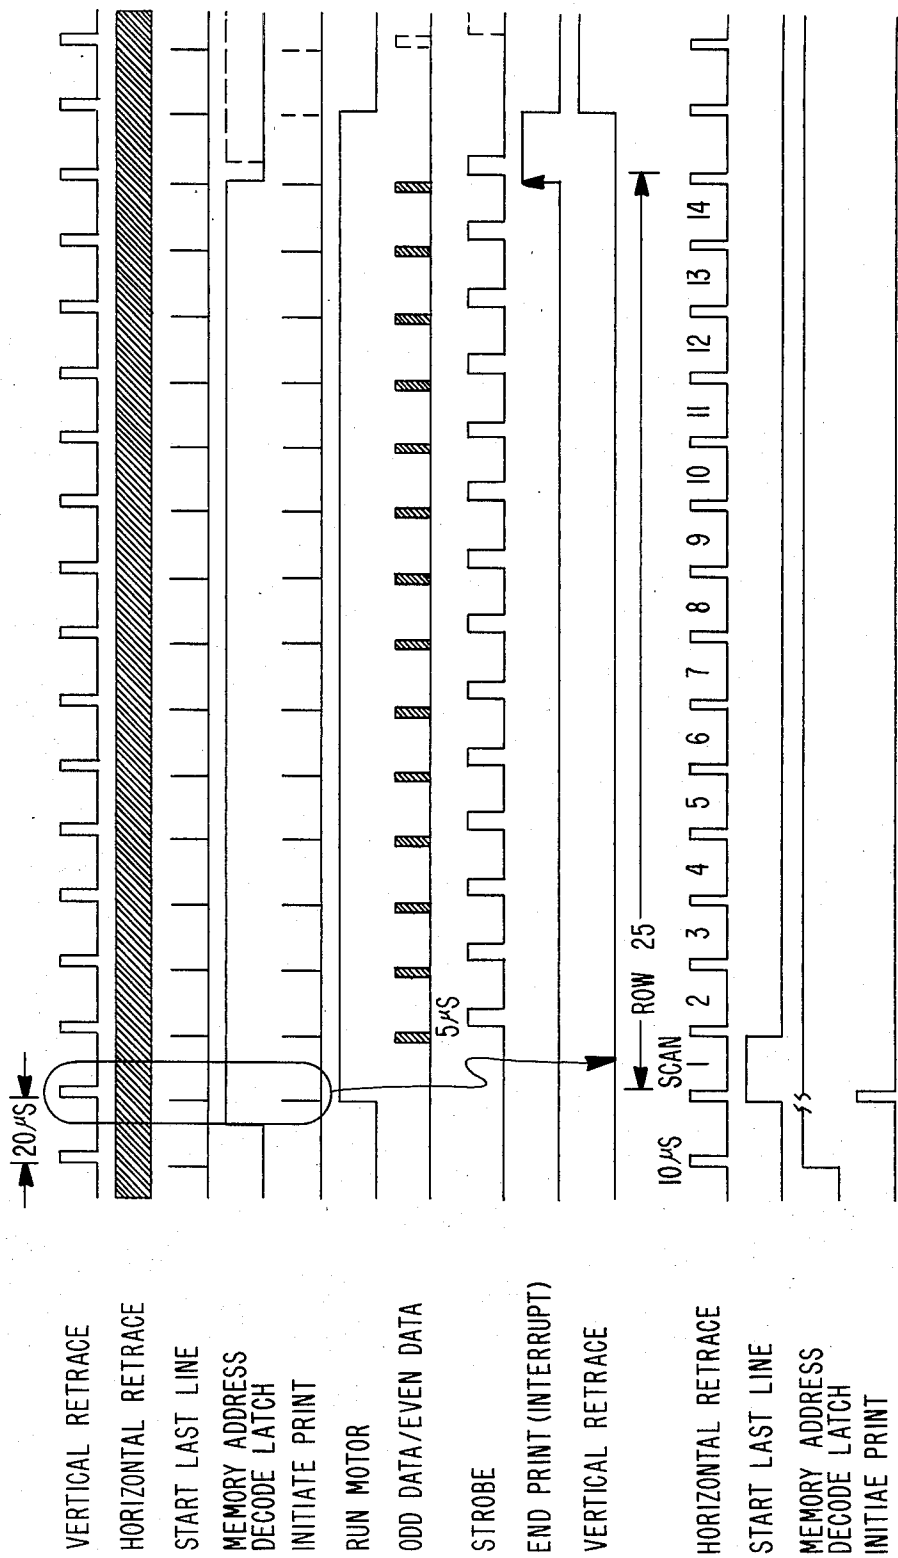 20µS
VERTICAL RETRACE
HORIZONTAL RETRACE
START LAST LINE
MEMORY ADDRESS
DECODE LATCH
INITIATE PRINT
RUN MOTOR
ODD DATA/EVEN DATA
5µS
STROBE
END PRINT (INTERRUPT)
VERTICAL RETRACE
ROW 25
SCAN
10µS
1 2 3 4 5 6 7 8 9 10 11 12 13 14
HORIZONTAL RETRACE
START LAST LINE
MEMORY ADDRESS
DECODE LATCH
INITIAE PRINT